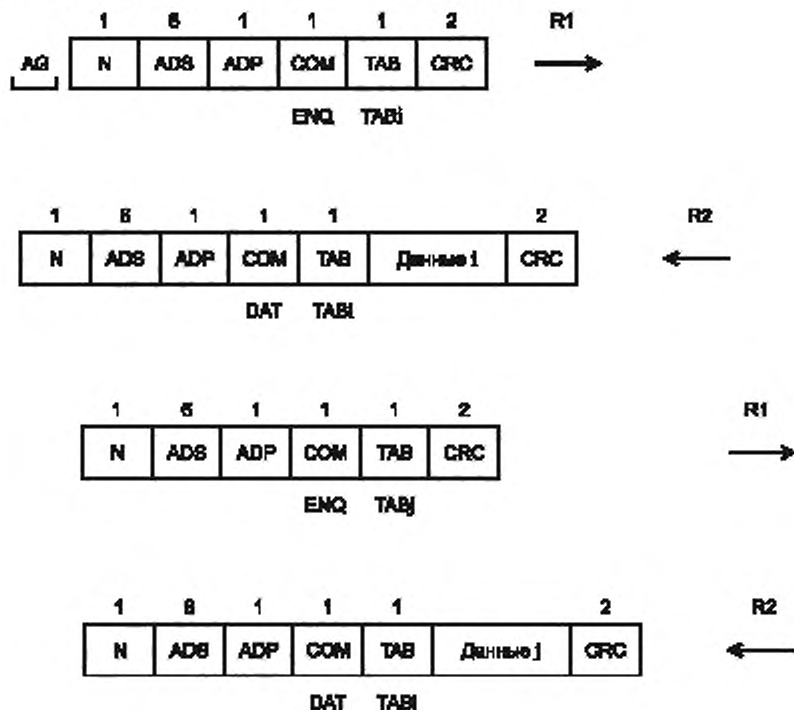 1 6 1 1 1 2 R1
AG N ADS ADP COM TAB CRC
ENQ TABi
1 6 1 1 1 2 R2
N ADS ADP COM TAB Данные i CRC
DAT TABi
1 6 1 1 1 2 R1
N ADS ADP COM TAB CRC
ENQ TABj
1 6 1 1 1 2 R2
N ADS ADP COM TAB Данные j CRC
DAT TABi